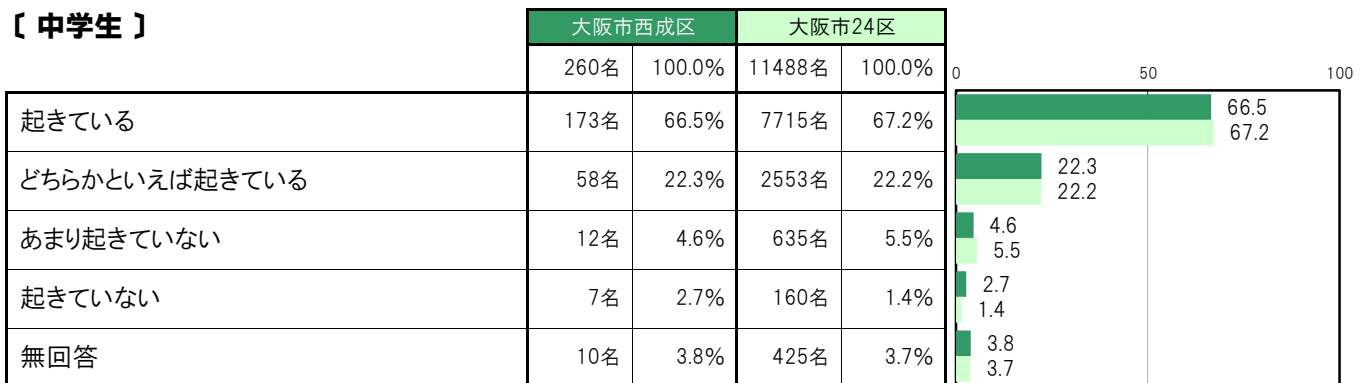 〔 中学生 〕
大阪市西成区 大阪市24区
260名 100.0% 11488名 100.0%
0 50 100
起きている 173名 66.5% 7715名 67.2%
66.5
67.2
どちらかといえば起きている 58名 22.3% 2553名 22.2%
22.3
22.2
あまり起きていない 12名 4.6% 635名 5.5%
4.6
5.5
起きていない 7名 2.7% 160名 1.4%
2.7
1.4
無回答 10名 3.8% 425名 3.7%
3.8
3.7